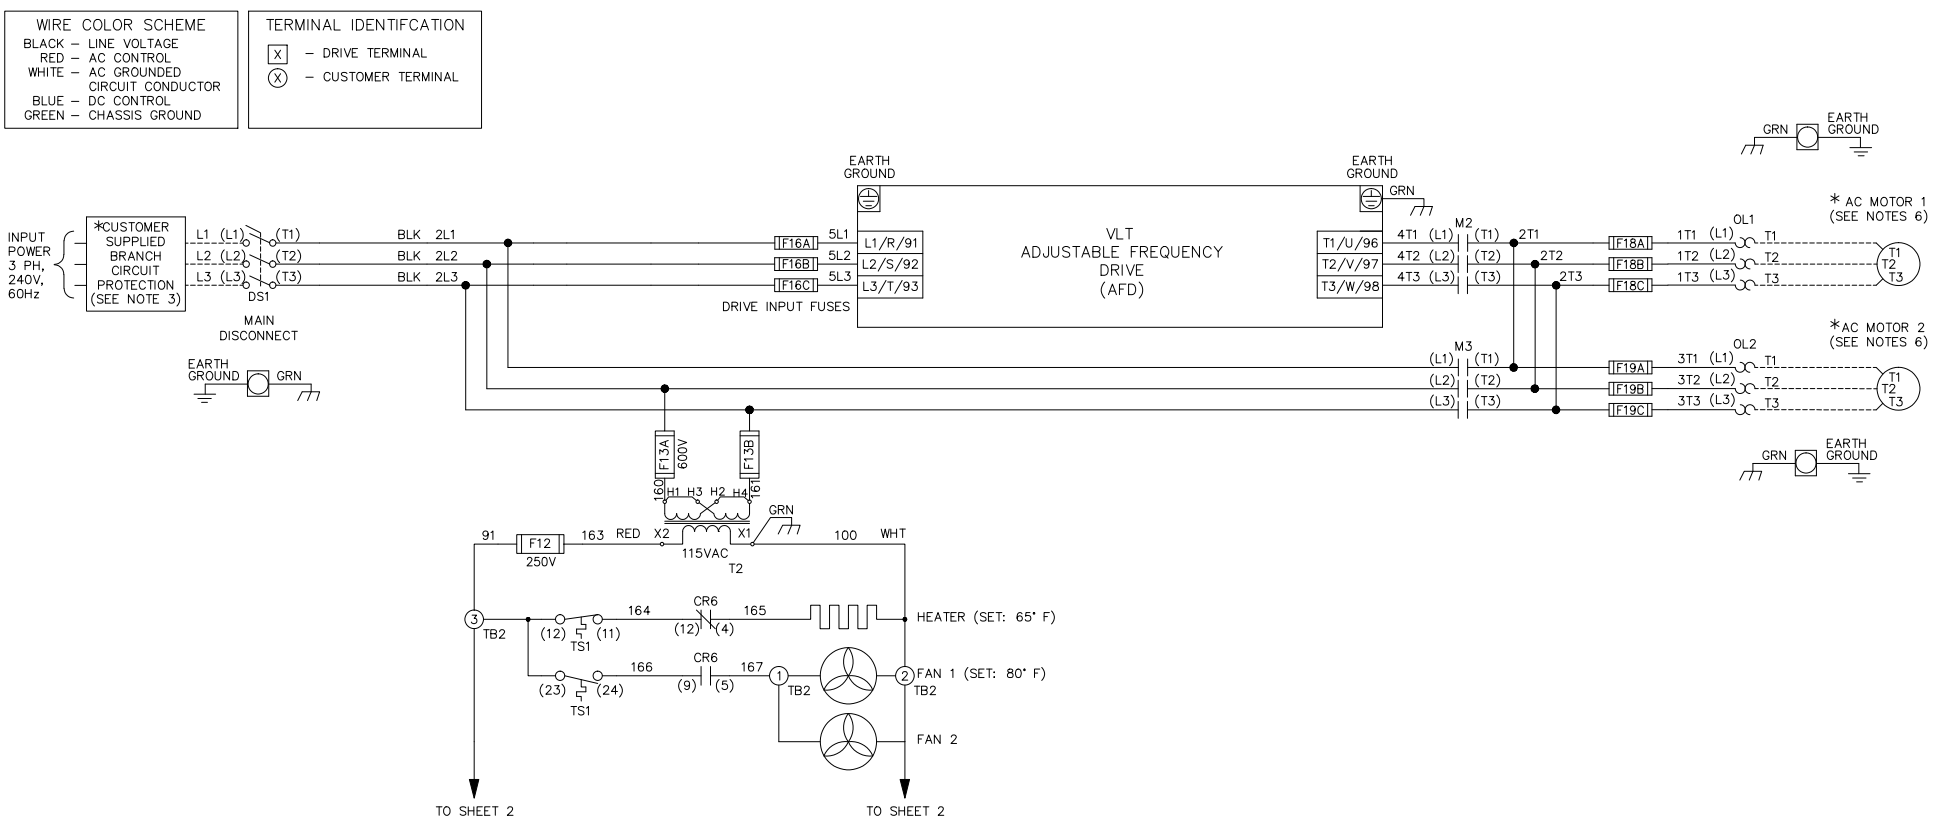 WIRE COLOR SCHEME
BLACK – LINE VOLTAGE
RED – AC CONTROL
WHITE – AC GROUNDED
CIRCUIT CONDUCTOR
BLUE – DC CONTROL
GREEN – CHASSIS GROUND
TERMINAL IDENTIFCATION
X – DRIVE TERMINAL
X – CUSTOMER TERMINAL
GRN
EARTH
GROUND
EARTH
GROUND
EARTH
GROUND
GRN
INPUT
POWER
3 PH,
240V,
60Hz
*CUSTOMER
SUPPLIED
BRANCH
CIRCUIT
PROTECTION
(SEE NOTE 3)
L1 (L1) (T1) BLK 2L1
L2 (L2) (T2) BLK 2L2
L3 (L3) (T3) BLK 2L3
DS1
MAIN
DISCONNECT
F16A 5L1 L1/R/91
F16B 5L2 L2/S/92
F16C 5L3 L3/T/93
DRIVE INPUT FUSES
VLT
ADJUSTABLE FREQUENCY
DRIVE
(AFD)
M2
T1/U/96 4T1 (L1) (T1) 2T1 F18A 1T1 (L1) T1
T2/V/97 4T2 (L2) (T2) 2T2 F18B 1T2 (L2) T2
T3/W/98 4T3 (L3) (T3) 2T3 F18C 1T3 (L3) T3
OL1
* AC MOTOR 1
(SEE NOTES 6)
T1
T2
T3
EARTH
GROUND
GRN
M3
(L1) (T1) F19A 3T1 (L1) T1
(L2) (T2) F19B 3T2 (L2) T2
(L3) (T3) F19C 3T3 (L3) T3
OL2
*AC MOTOR 2
(SEE NOTES 6)
T1
T2
T3
GRN
EARTH
GROUND
F13A
600V
F13B
160
H1 H3 H2 H4
161
GRN
91 F12 163 RED X2 X1 100 WHT
250V
115VAC
T2
3
TB2
(12) (11)
TS1
164
CR6
(12) (4)
165
HEATER (SET: 65° F)
(23) (24)
TS1
166
CR6
(9) (5)
167
1
TB2
2
TB2
FAN 1 (SET: 80° F)
FAN 2
TO SHEET 2
TO SHEET 2